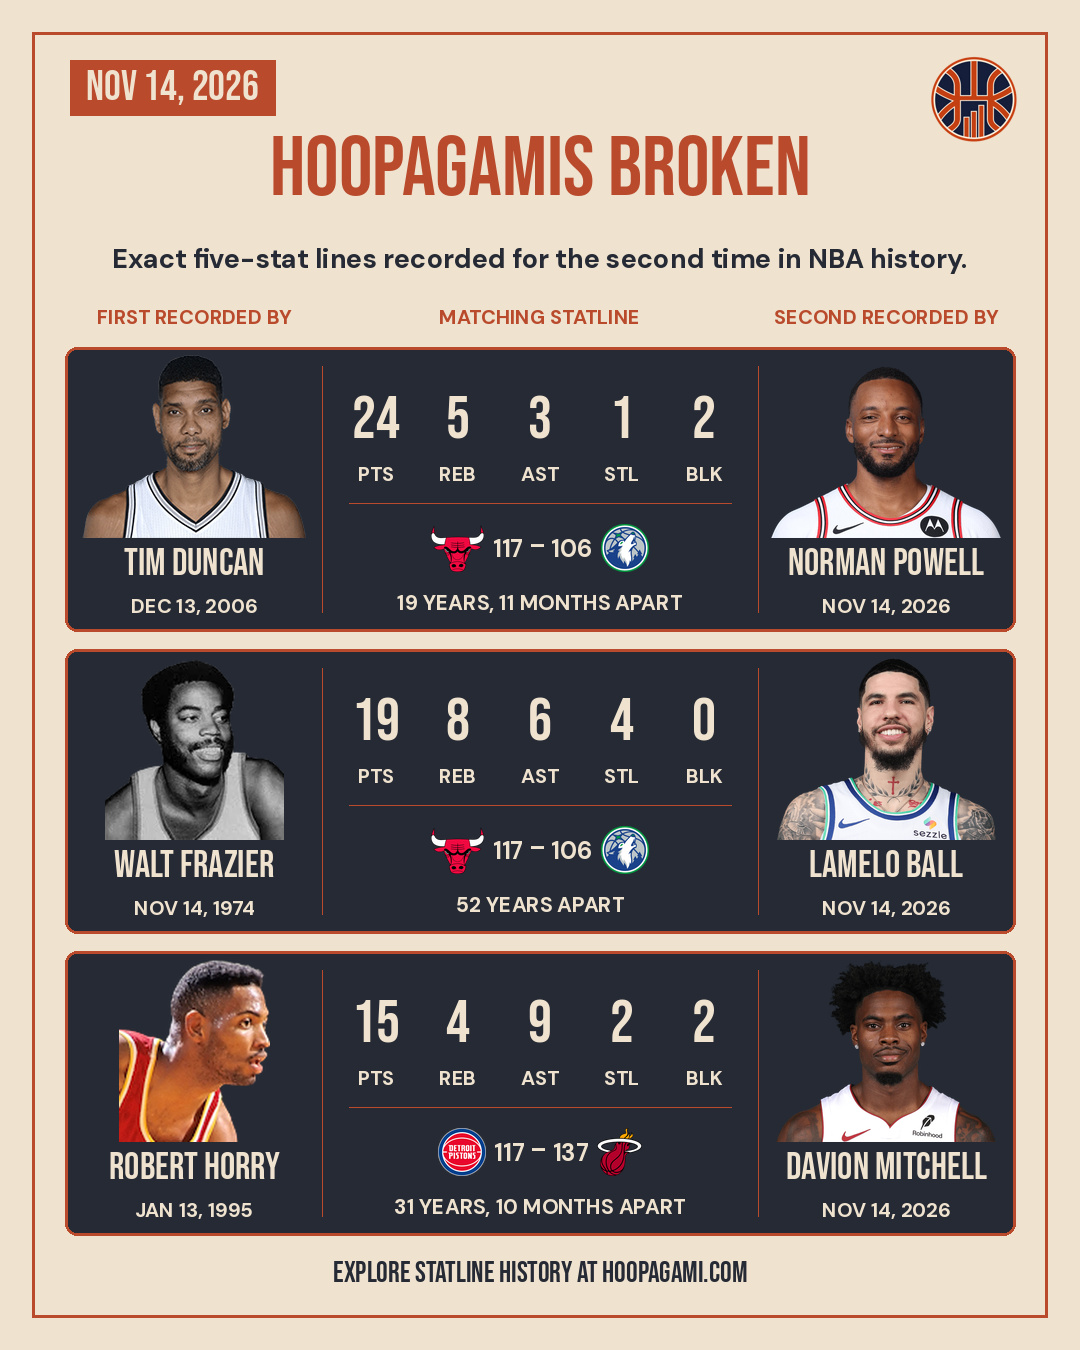 NOV 14, 2026
HOOPAGAMIS BROKEN
Exact five-stat lines recorded for the second time in NBA history.
FIRST RECORDED BY MATCHING STATLINE SECOND RECORDED BY
24 5 3 1 2
PTS REB AST STL BLK
117 – 106
TIM DUNCAN NORMAN POWELL
DEC 13, 2006 19 YEARS, 11 MONTHS APART NOV 14, 2026
19 8 6 4 0
PTS REB AST STL BLK
sezzle
117 – 106
WALT FRAZIER LAMELO BALL
NOV 14, 1974 52 YEARS APART NOV 14, 2026
15 4 9 2 2
PTS REB AST STL BLK
Robinhood
DETROIT
PISTONS
117 – 137
ROBERT HORRY DAVION MITCHELL
JAN 13, 1995 31 YEARS, 10 MONTHS APART NOV 14, 2026
EXPLORE STATLINE HISTORY AT HOOPAGAMI.COM